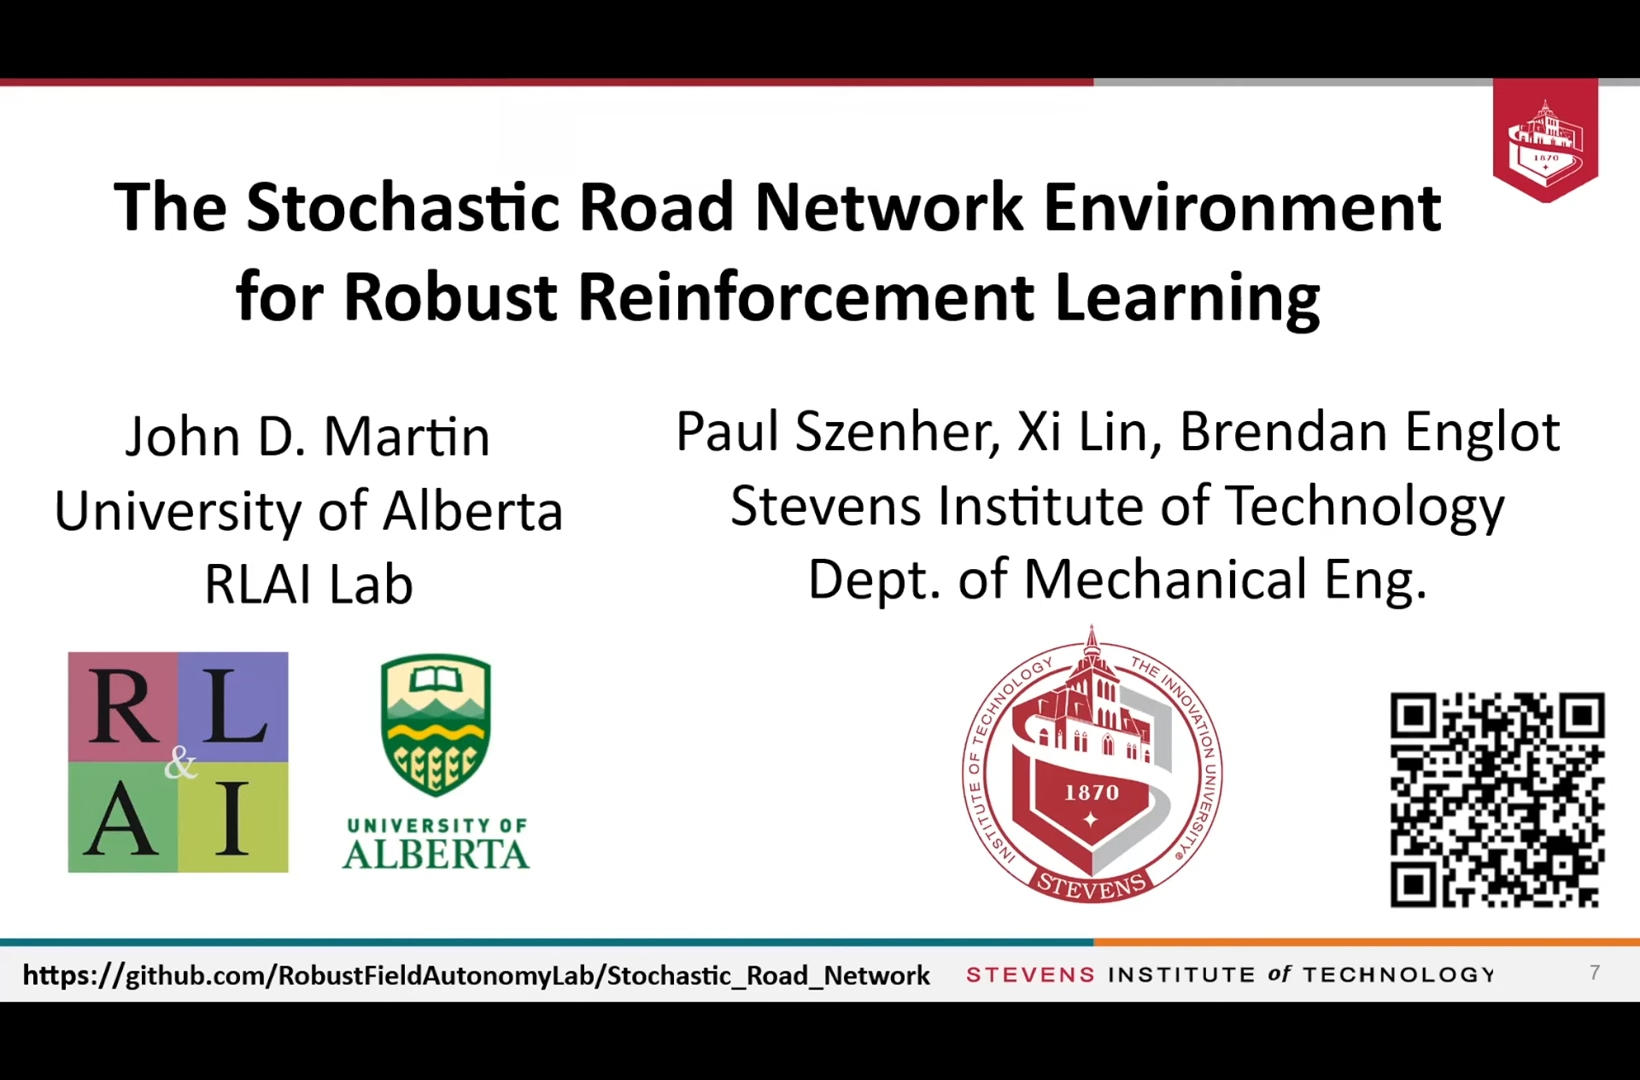 1870
The Stochastic Road Network Environment
for Robust Reinforcement Learning
John D. Martin
University of Alberta
RLAI Lab
Paul Szenher, Xi Lin, Brendan Englot
Stevens Institute of Technology
Dept. of Mechanical Eng.
R L
&
A I
UNIVERSITY OF
ALBERTA
INSTITUTE OF TECHNOLOGY
THE INNOVATION UNIVERSITY®
1870
STEVENS
https://github.com/RobustFieldAutonomyLab/Stochastic_Road_Network
STEVENS INSTITUTE of TECHNOLOGY
7